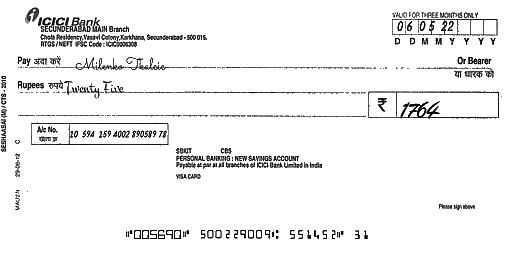 ICICI Bank
SECUNDERABAD MAIN Branch
Chota Residency, Vasavi Colony, Karkhana, Secunderabad - 500 015.
RTGS / NEFT IFSC Code : ICIC0006308
VALID FOR THREE MONTHS ONLY
0 6 0 5 2 2
D D M M Y Y Y Y
Pay अदा करें Milenko Thalcic Or Bearer
या धारक को
Rupees रुपये Twenty Five
₹ 1764
A/c No. 10 594 159 4002 890589 78
खाता क्र.
SBKIT CBS
PERSONAL BANKING : NEW SAVINGS ACCOUNT
Payable at par at all branches of ICICI Bank Limited in India
VISA CARD
SESHAASAI (M) / CTS - 2010
29-06-12
Please sign above
⑈005690⑈ 500229009⑆ 551452⑈ 31